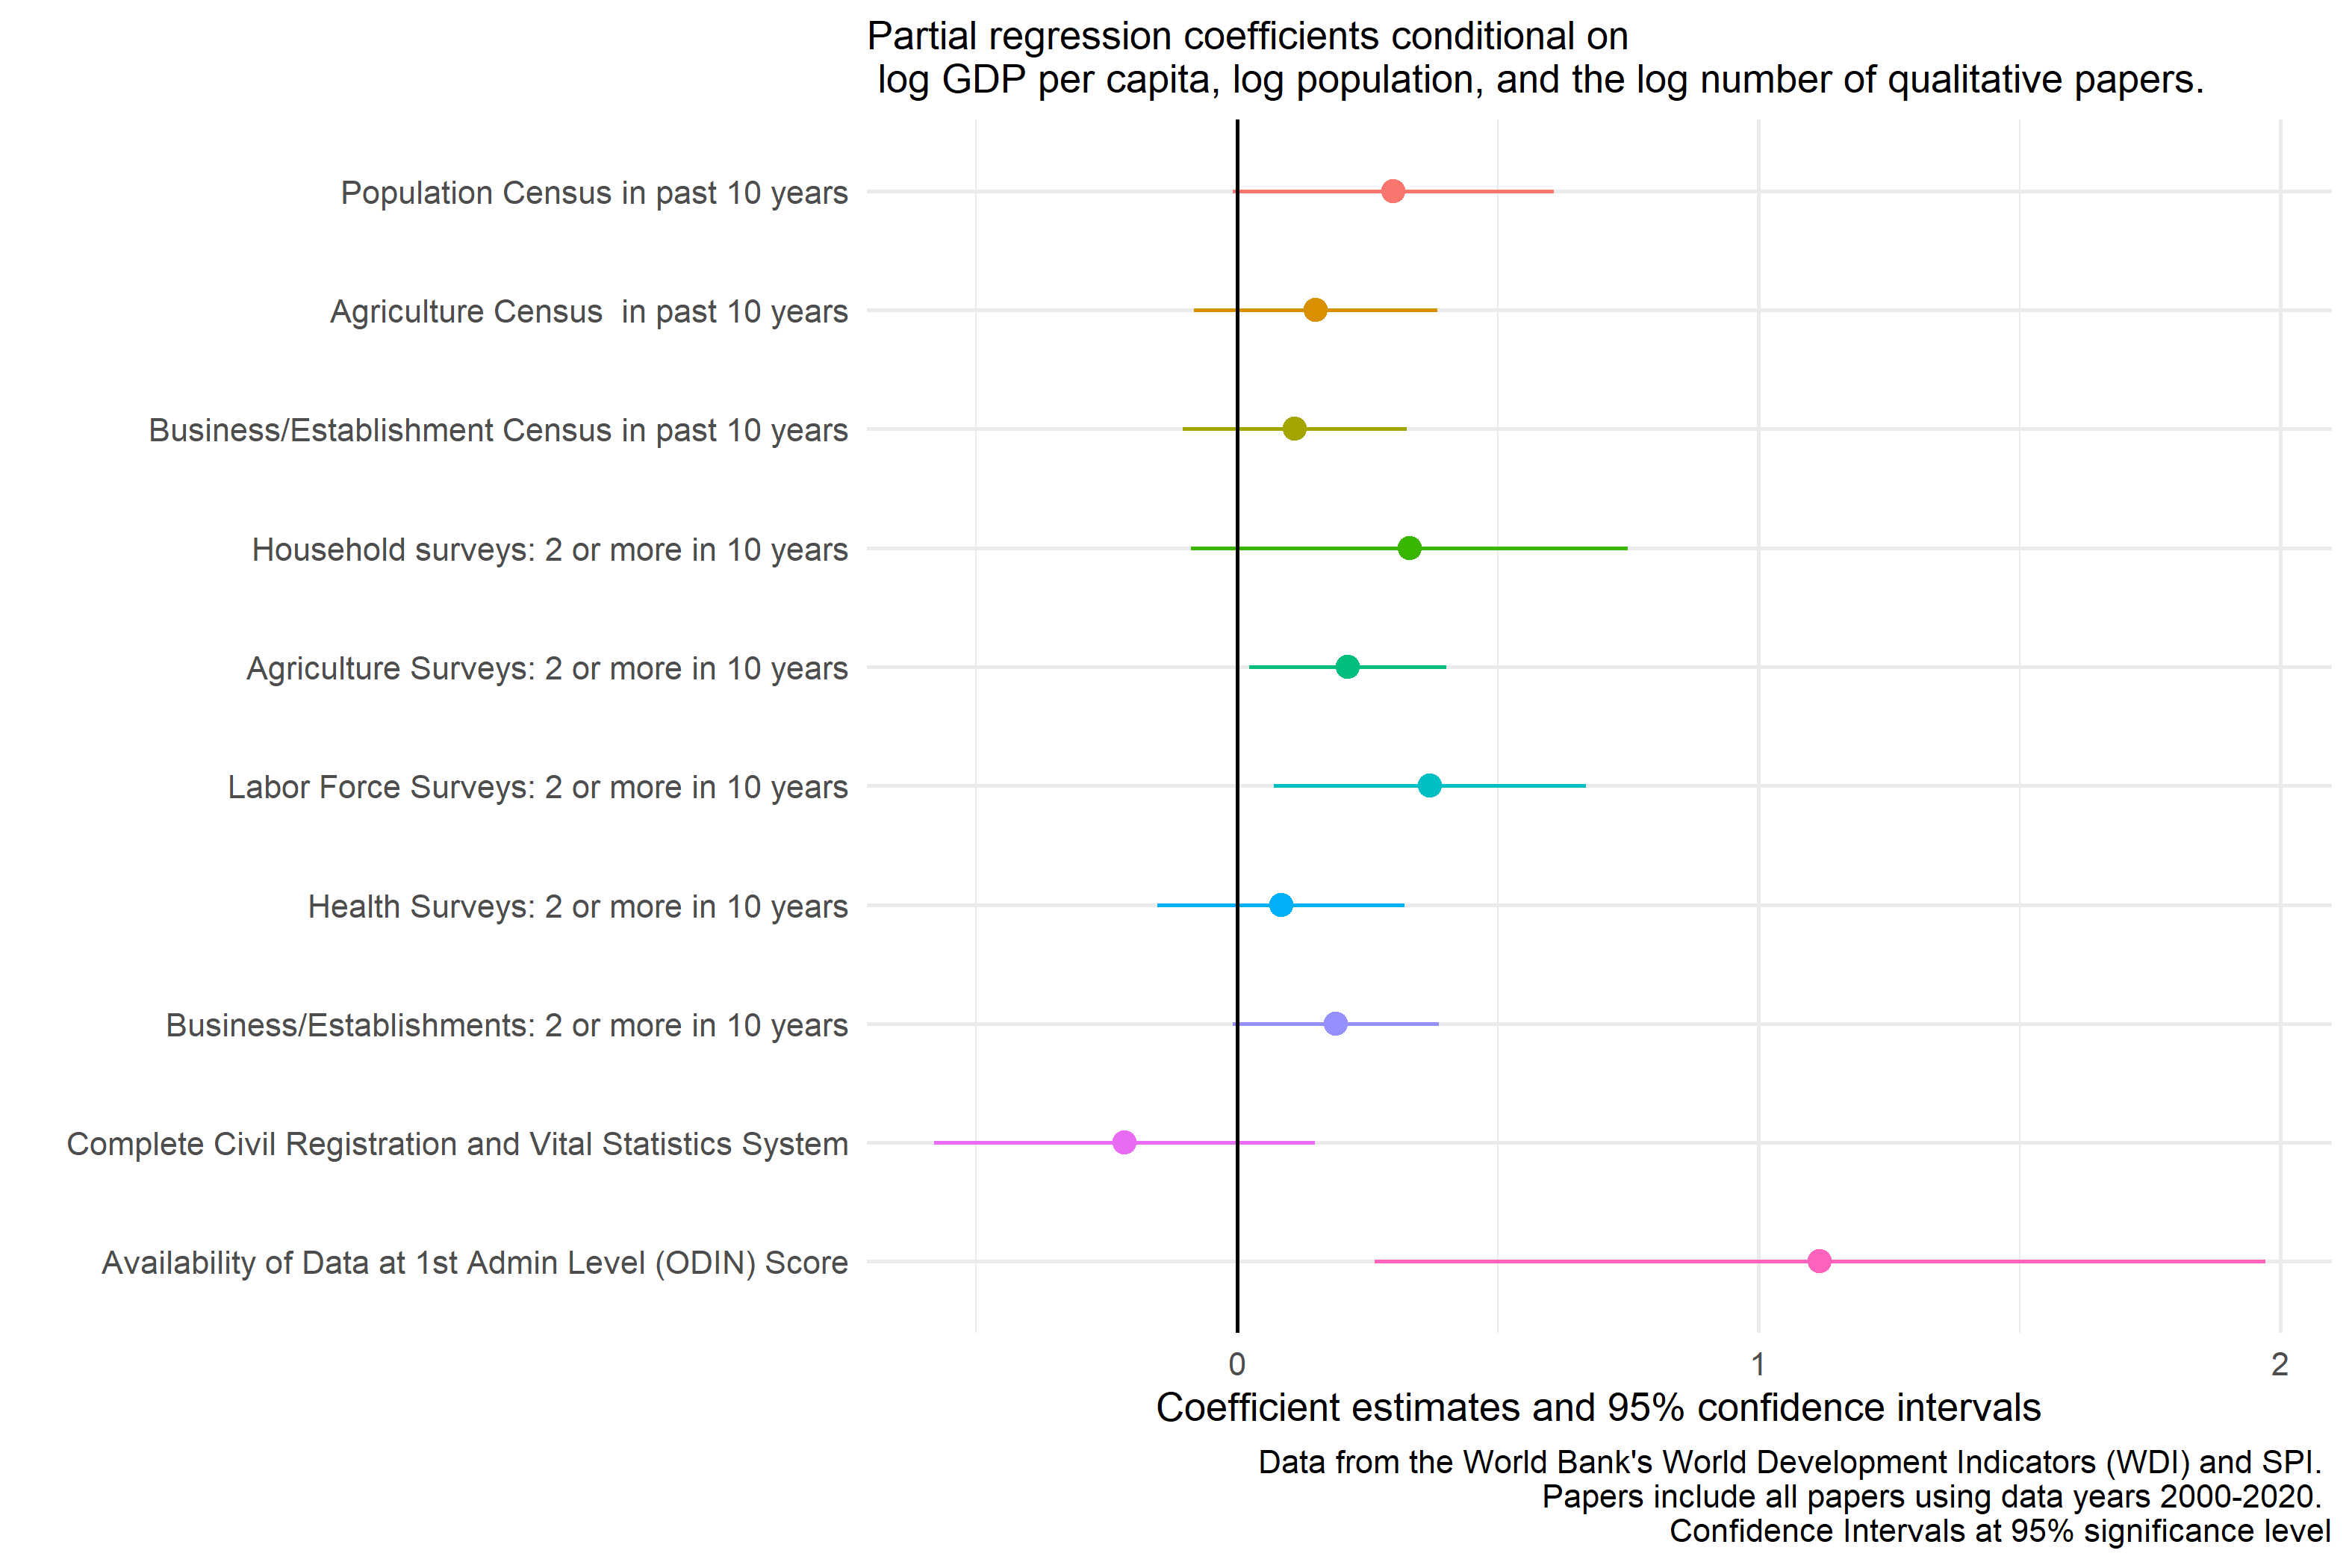 Partial regression coefficients conditional on
log GDP per capita, log population, and the log number of qualitative papers.
Population Census in past 10 years
Agriculture Census  in past 10 years
Business/Establishment Census in past 10 years
Household surveys: 2 or more in 10 years
Agriculture Surveys: 2 or more in 10 years
Labor Force Surveys: 2 or more in 10 years
Health Surveys: 2 or more in 10 years
Business/Establishments: 2 or more in 10 years
Complete Civil Registration and Vital Statistics System
Availability of Data at 1st Admin Level (ODIN) Score
0 1 2
Coefficient estimates and 95% confidence intervals
Data from the World Bank's World Development Indicators (WDI) and SPI.
Papers include all papers using data years 2000-2020.
Confidence Intervals at 95% significance level